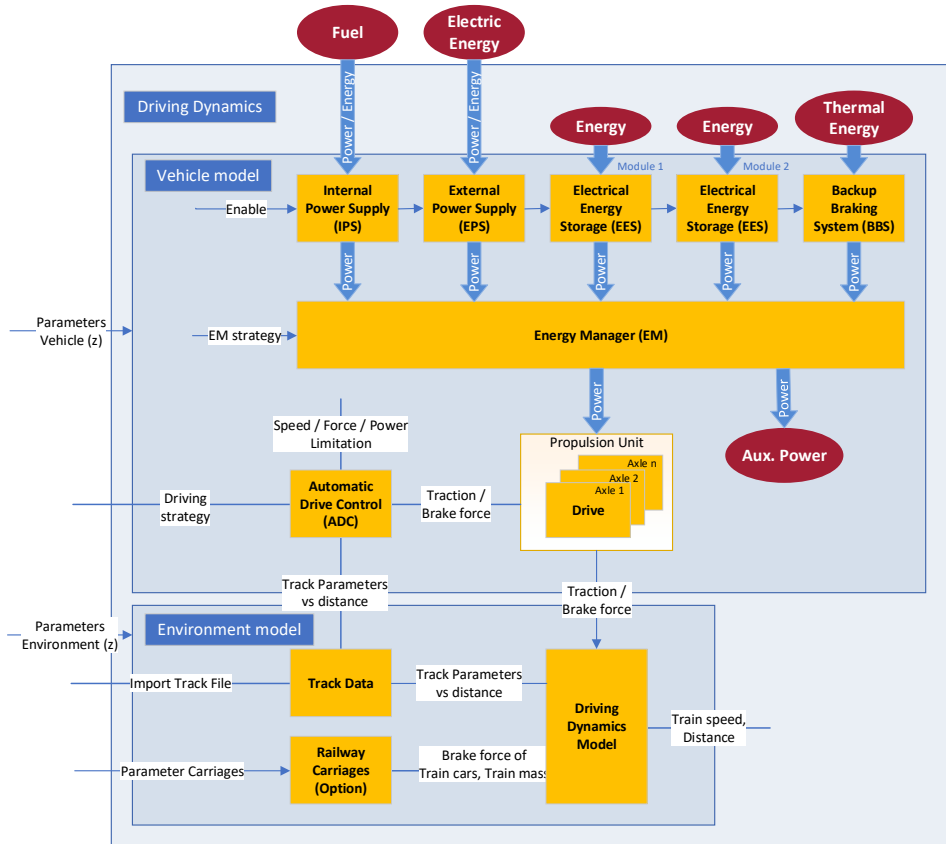 Fuel
Electric
Energy
Driving Dynamics
Power / Energy
Power / Energy
Energy
Energy
Thermal
Energy
Vehicle model
Module 1
Module 2
Enable
Internal
Power Supply
(IPS)
External
Power Supply
(EPS)
Electrical
Energy
Storage (EES)
Electrical
Energy
Storage (EES)
Backup
Braking
System (BBS)
Power
Power
Power
Power
Power
Parameters
Vehicle (z)
EM strategy
Energy Manager (EM)
Power
Power
Speed / Force / Power
Limitation
Propulsion Unit
Axle n
Axle 2
Axle 1
Drive
Aux. Power
Driving
strategy
Automatic
Drive Control
(ADC)
Traction /
Brake force
Track Parameters
vs distance
Traction /
Brake force
Parameters
Environment (z)
Environment model
Import Track File
Track Data
Track Parameters
vs distance
Driving
Dynamics
Model
Train speed,
Distance
Parameter Carriages
Railway
Carriages
(Option)
Brake force of
Train cars, Train mass